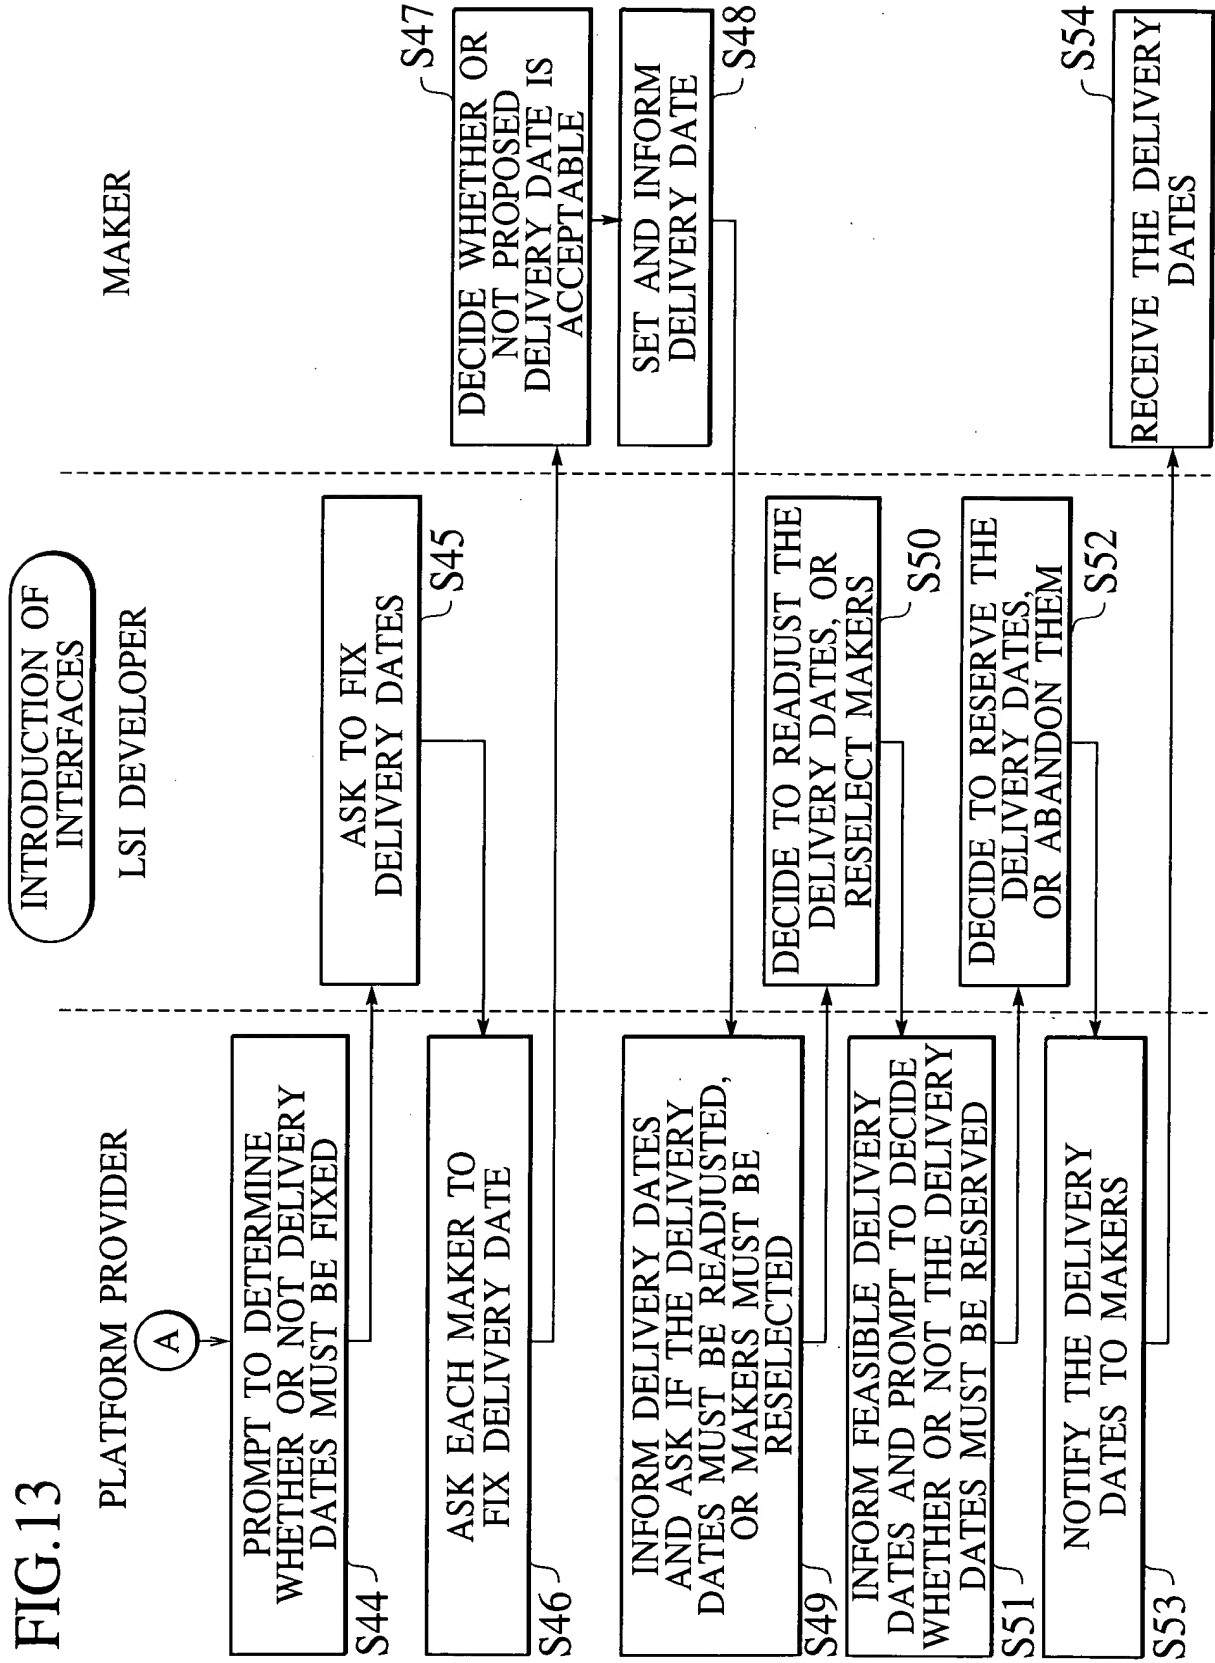 FIG.13
INTRODUCTION OF
INTERFACES
PLATFORM PROVIDER
LSI DEVELOPER
MAKER
A
PROMPT TO DETERMINE
WHETHER OR NOT DELIVERY
DATES MUST BE FIXED
S44
ASK TO FIX
DELIVERY DATES
S45
ASK EACH MAKER TO
FIX DELIVERY DATE
S46
DECIDE WHETHER OR
NOT PROPOSED
DELIVERY DATE IS
ACCEPTABLE
S47
SET AND INFORM
DELIVERY DATE
S48
INFORM DELIVERY DATES
AND ASK IF THE DELIVERY
DATES MUST BE READJUSTED,
OR MAKERS MUST BE
RESELECTED
S49
DECIDE TO READJUST THE
DELIVERY DATES, OR
RESELECT MAKERS
S50
INFORM FEASIBLE DELIVERY
DATES AND PROMPT TO DECIDE
WHETHER OR NOT THE DELIVERY
DATES MUST BE RESERVED
S51
DECIDE TO RESERVE THE
DELIVERY DATES,
OR ABANDON THEM
S52
NOTIFY THE DELIVERY
DATES TO MAKERS
S53
RECEIVE THE DELIVERY
DATES
S54